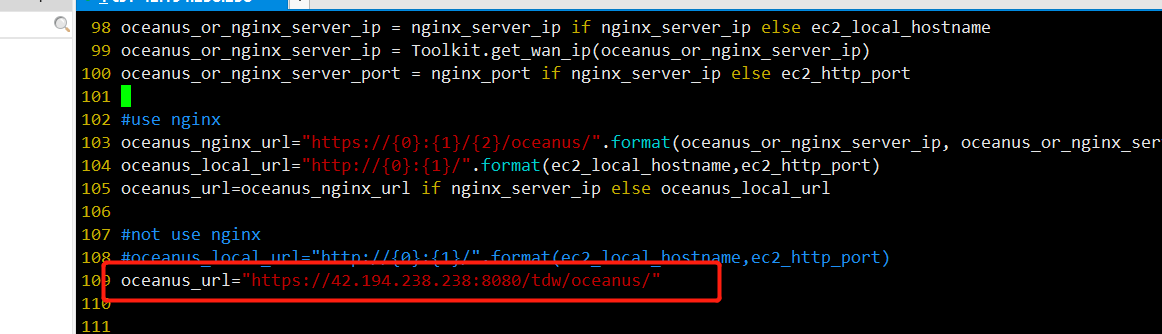 98 oceanus_or_nginx_server_ip = nginx_server_ip if nginx_server_ip else ec2_local_hostname
99 oceanus_or_nginx_server_ip = Toolkit.get_wan_ip(oceanus_or_nginx_server_ip)
100 oceanus_or_nginx_server_port = nginx_port if nginx_server_ip else ec2_http_port
101
102 #use nginx
103 oceanus_nginx_url="https://{0}:{1}/{2}/oceanus/".format(oceanus_or_nginx_server_ip, oceanus_or_nginx_ser
104 oceanus_local_url="http://{0}:{1}/".format(ec2_local_hostname,ec2_http_port)
105 oceanus_url=oceanus_nginx_url if nginx_server_ip else oceanus_local_url
106
107 #not use nginx
108 #oceanus_local_url="http://{0}:{1}/".format(ec2_local_hostname,ec2_http_port)
109 oceanus_url="https://42.194.238.238:8080/tdw/oceanus/"
110
111